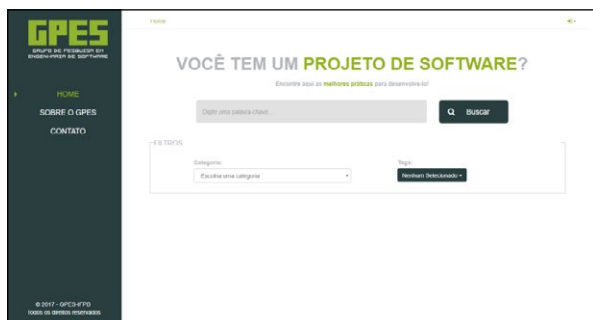 GPES
GRUPO DE PESQUISA EM
ENGENHARIA DE SOFTWARE
HOME
SOBRE O GPES
CONTATO
© 2017 - GPES-IFPB
Todos os direitos reservados
Home
VOCÊ TEM UM PROJETO DE SOFTWARE?
Encontre aqui as melhores práticas para desenvolve-lo!
Digite uma palavra-chave...
Buscar
FILTROS
Categoria:
Escolha uma categoria
Tags:
Nenhum Selecionado